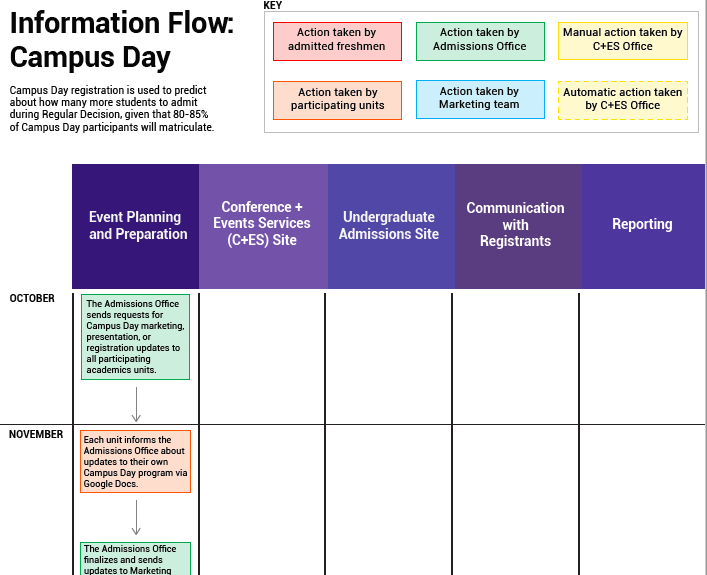 Information Flow:
Campus Day
Campus Day registration is used to predict
about how many more students to admit
during Regular Decision, given that 80-85%
of Campus Day participants will matriculate.
KEY
Action taken by
admitted freshmen
Action taken by
Admissions Office
Manual action taken by
C+ES Office
Action taken by
participating units
Action taken by
Marketing team
Automatic action taken
by C+ES Office
Event Planning
and Preparation
Conference +
Events Services
(C+ES) Site
Undergraduate
Admissions Site
Communication
with
Registrants
Reporting
OCTOBER
The Admissions Office
sends requests for
Campus Day marketing,
presentation, or
registration updates to
all participating
academics units.
NOVEMBER
Each unit informs the
Admissions Office about
updates to their own
Campus Day program via
Google Docs.
The Admissions Office
finalizes and sends
updates to Marketing